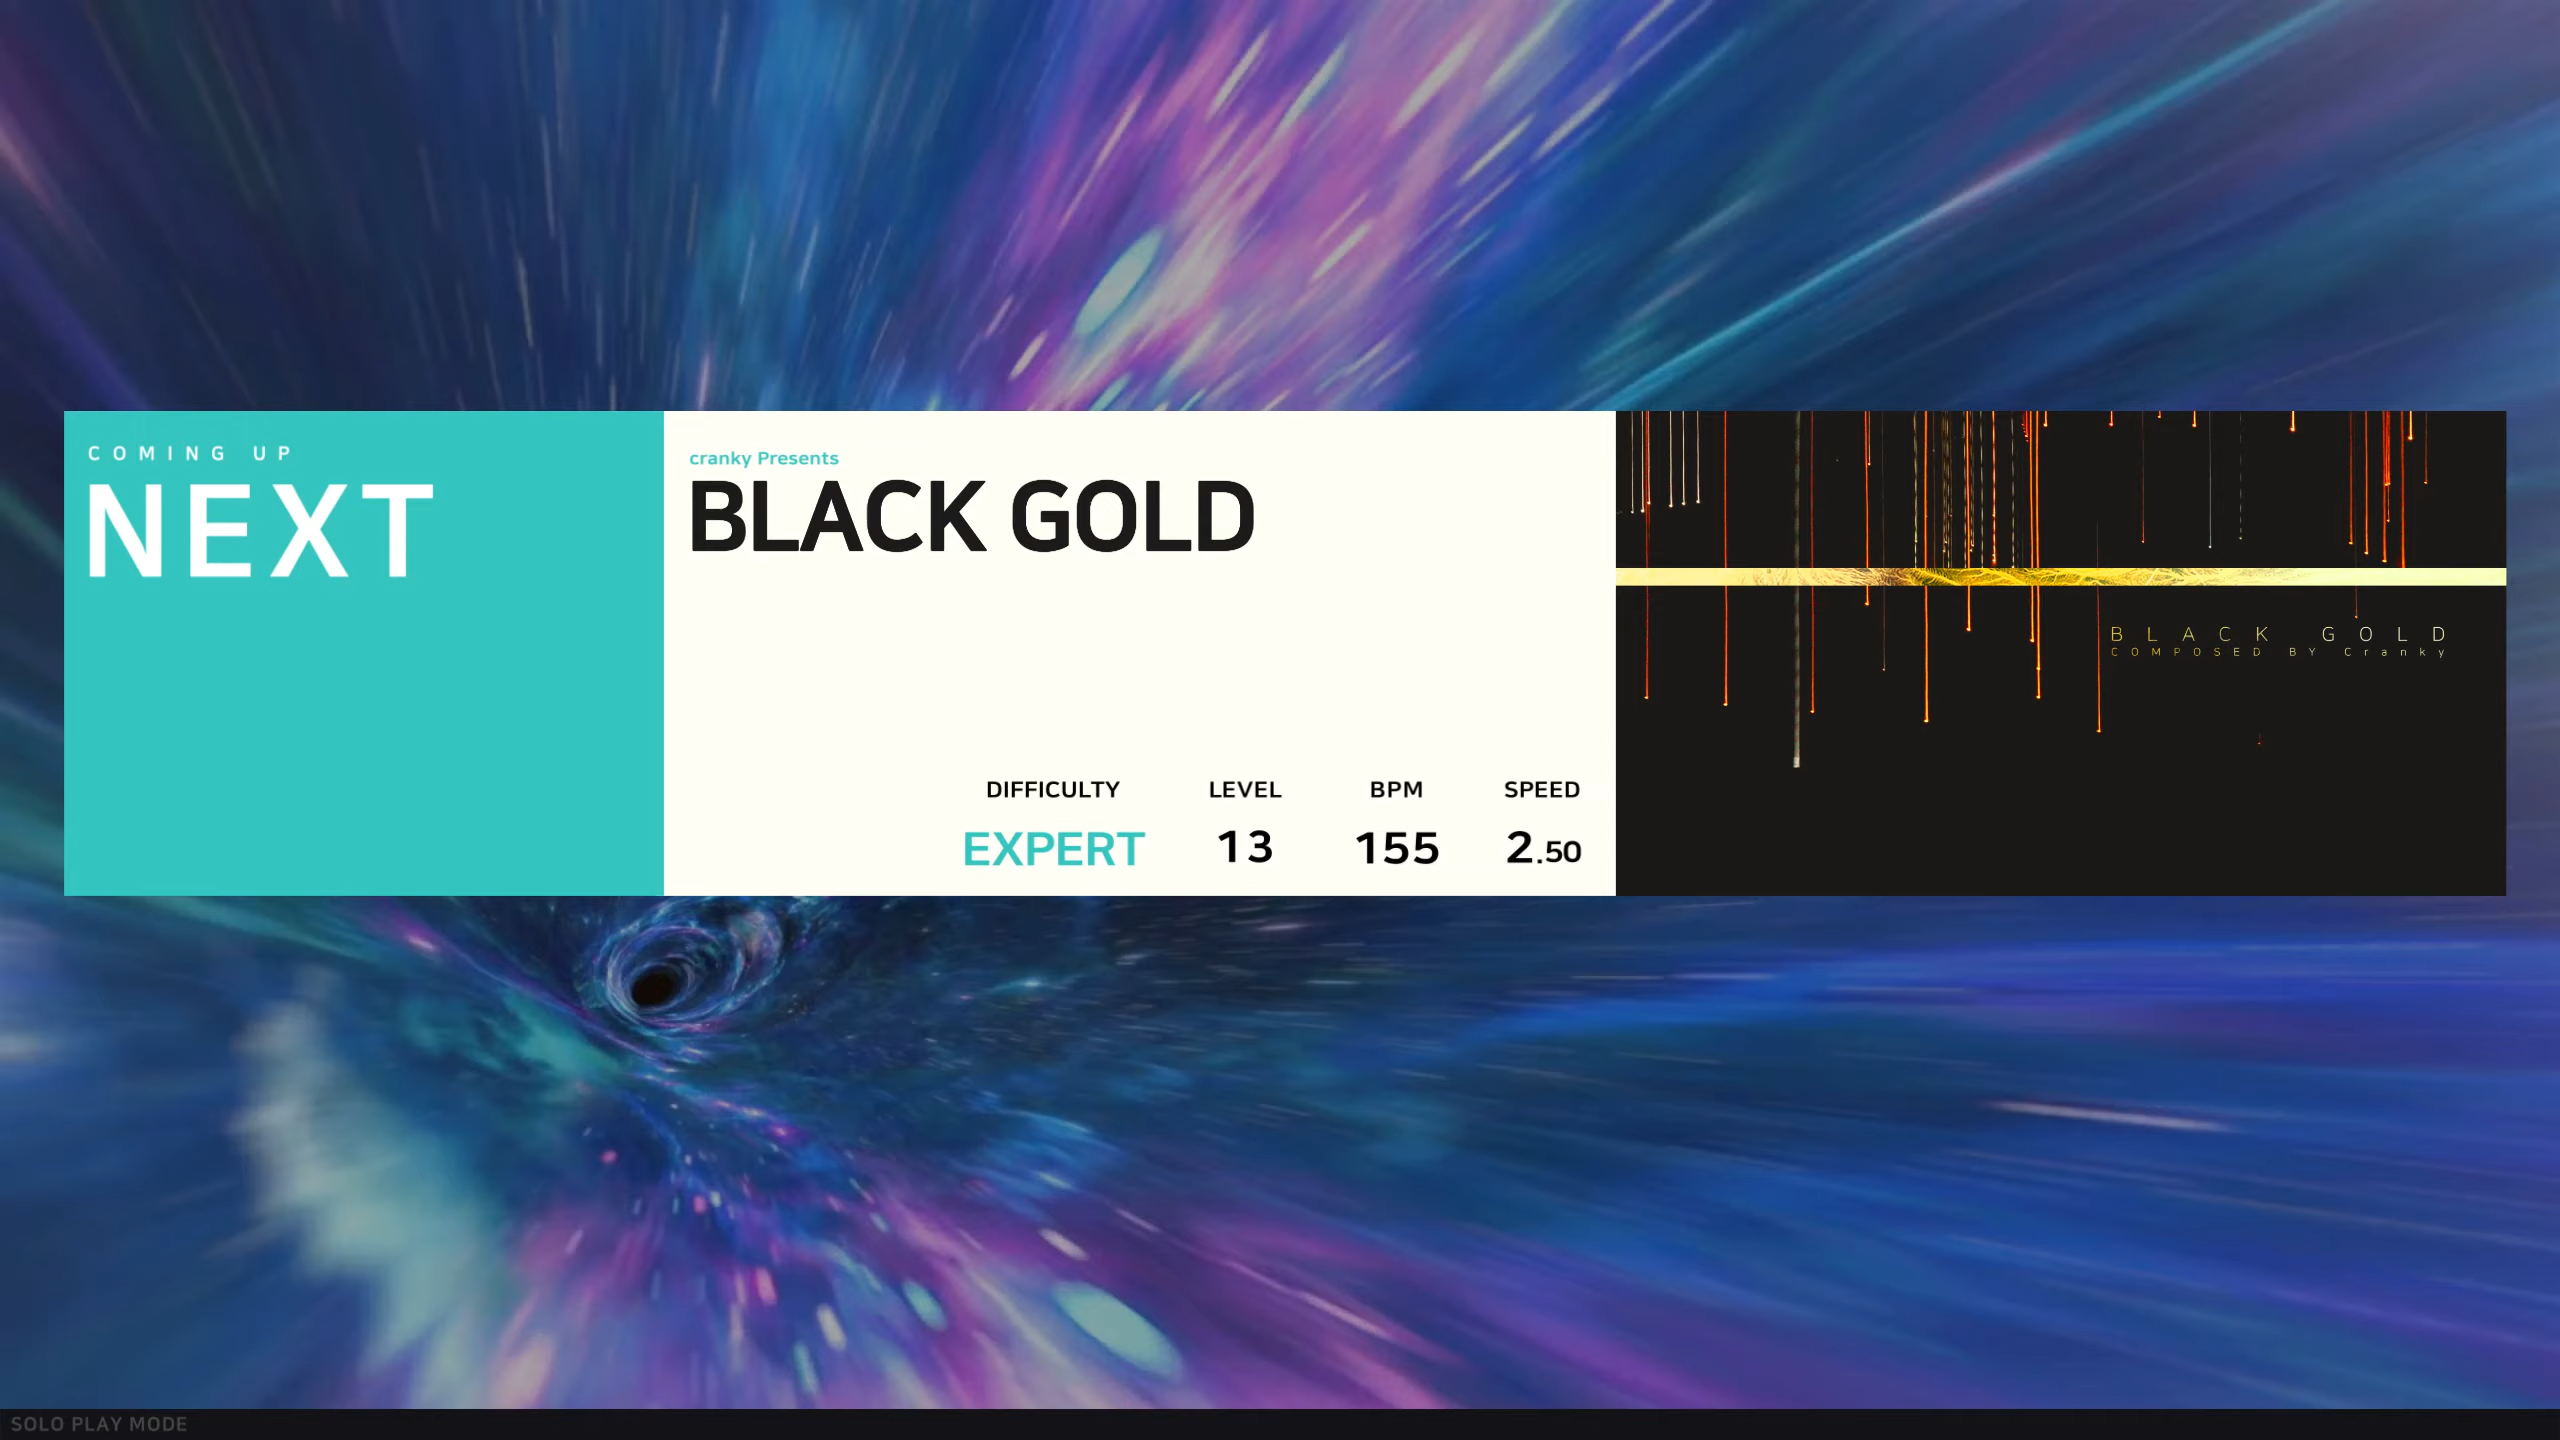 COMING UP
NEXT
cranky Presents
BLACK GOLD
DIFFICULTY LEVEL BPM SPEED
EXPERT 13 155 2.50
BLACK GOLD
COMPOSED BY Cranky
SOLO PLAY MODE